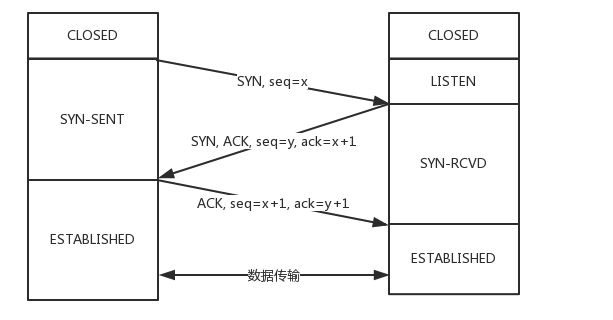 CLOSED
CLOSED
SYN, seq=x
LISTEN
SYN-SENT
SYN, ACK, seq=y, ack=x+1
SYN-RCVD
ACK, seq=x+1, ack=y+1
ESTABLISHED
ESTABLISHED
数据传输